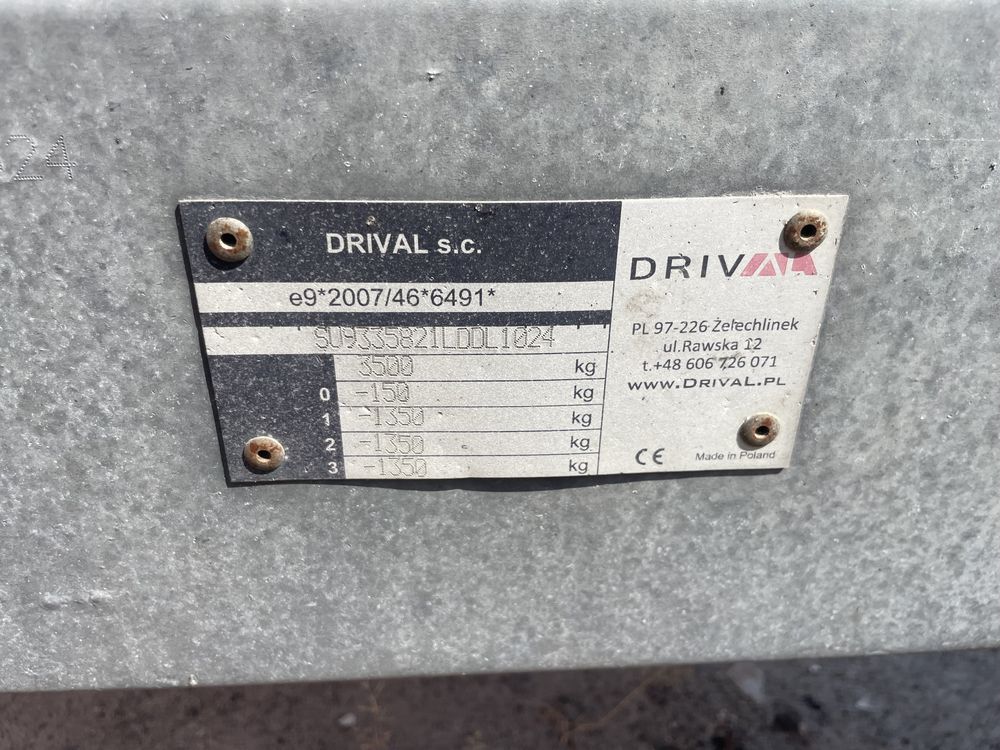 24
DRIVAL s.c.
e9*2007/46*6491*
SU9335821LDDL1024
3500 kg
0 -150 kg
1 -1350 kg
2 -1350 kg
3 -1350 kg
DRIVAL
PL 97-226 Żelechlinek
ul.Rawska 12
t.+48 606 726 071
WWW.DRIVAL.PL
CE Made in Poland